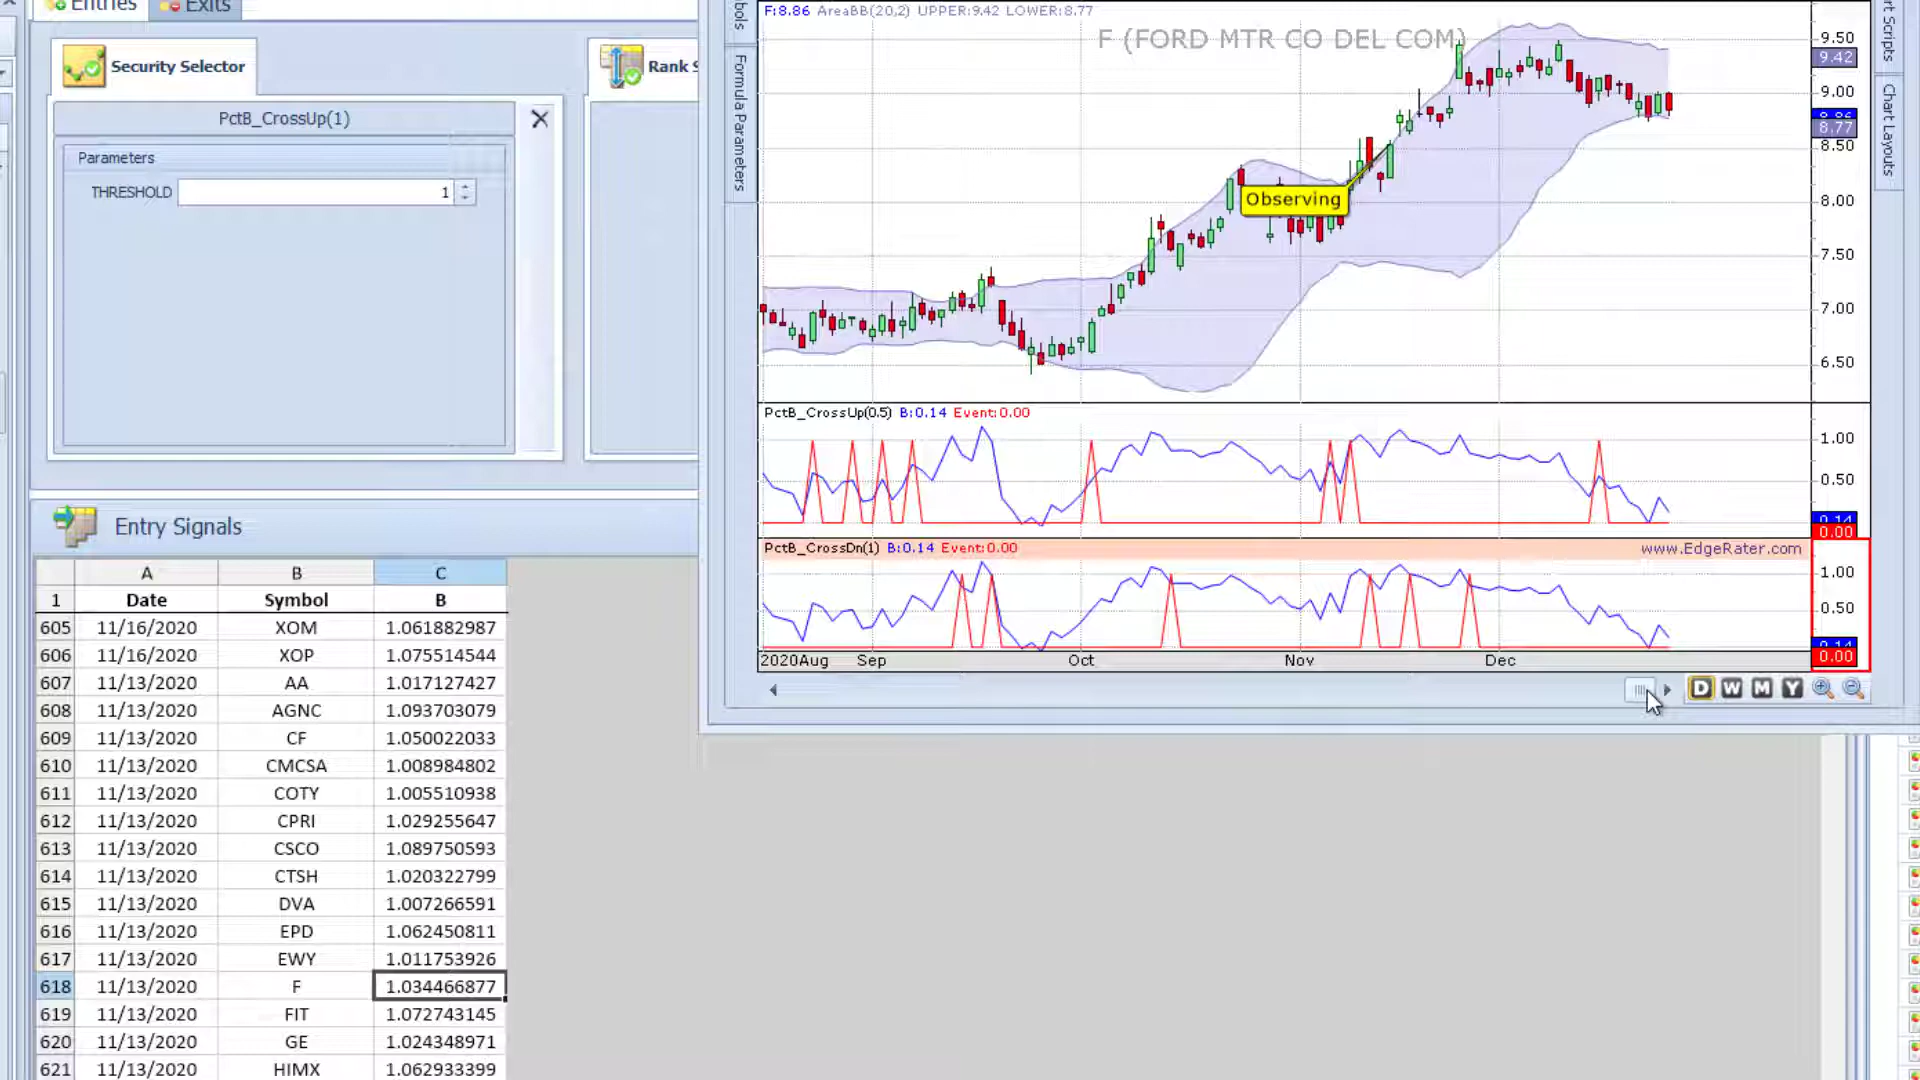 Entries
Exits
Security Selector
Rank S
PctB_CrossUp(1)
Parameters
THRESHOLD 1
Entry Signals
A B C
1 Date Symbol B
605 11/16/2020 XOM 1.061882987
606 11/16/2020 XOP 1.075514544
607 11/13/2020 AA 1.017127427
608 11/13/2020 AGNC 1.093703079
609 11/13/2020 CF 1.050022033
610 11/13/2020 CMCSA 1.008984802
611 11/13/2020 COTY 1.005510938
612 11/13/2020 CPRI 1.029255647
613 11/13/2020 CSCO 1.089750593
614 11/13/2020 CTSH 1.020322799
615 11/13/2020 DVA 1.007266591
616 11/13/2020 EPD 1.062450811
617 11/13/2020 EWY 1.011753926
618 11/13/2020 F 1.034466877
619 11/13/2020 FIT 1.072743145
620 11/13/2020 GE 1.024348971
621 11/13/2020 HIMX 1.062933399
Formula Parameters
F:8.86 AreaBB(20,2) UPPER:9.42 LOWER:8.77
F (FORD MTR CO DEL COM)
Observing
9.50
9.42
9.00
8.86
8.77
8.50
8.00
7.50
7.00
6.50
PctB_CrossUp(0.5) B:0.14 Event:0.00
1.00
0.50
0.14
0.00
PctB_CrossDn(1) B:0.14 Event:0.00
www.EdgeRater.com
1.00
0.50
0.14
0.00
2020Aug Sep Oct Nov Dec
D W M Y
Chart Layouts